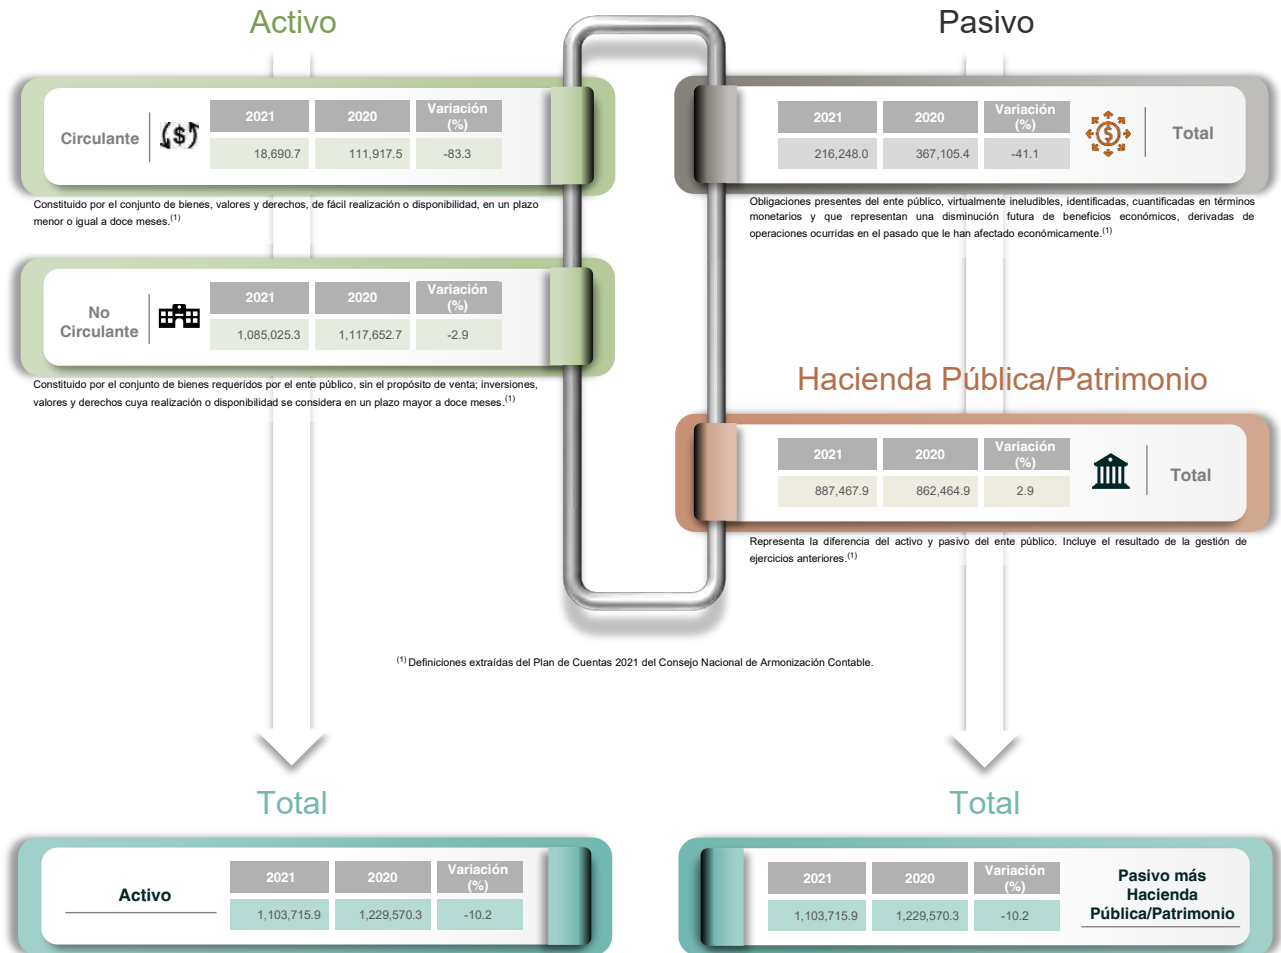 Activo
Circulante
2021 2020 Variación (%)
18,690.7 111,917.5 -83.3
Constituido por el conjunto de bienes, valores y derechos, de fácil realización o disponibilidad, en un plazo
menor o igual a doce meses.(1)
No
Circulante
2021 2020 Variación (%)
1,085,025.3 1,117,652.7 -2.9
Constituido por el conjunto de bienes requeridos por el ente público, sin el propósito de venta; inversiones,
valores y derechos cuya realización o disponibilidad se considera en un plazo mayor a doce meses.(1)
Pasivo
2021 2020 Variación (%)
216,248.0 367,105.4 -41.1
Total
Obligaciones presentes del ente público, virtualmente ineludibles, identificadas, cuantificadas en términos
monetarios y que representan una disminución futura de beneficios económicos, derivadas de
operaciones ocurridas en el pasado que le han afectado económicamente.(1)
Hacienda Pública/Patrimonio
2021 2020 Variación (%)
887,467.9 862,464.9 2.9
Total
Representa la diferencia del activo y pasivo del ente público. Incluye el resultado de la gestión de
ejercicios anteriores.(1)
(1) Definiciones extraídas del Plan de Cuentas 2021 del Consejo Nacional de Armonización Contable.
Total
Activo
2021 2020 Variación (%)
1,103,715.9 1,229,570.3 -10.2
Total
2021 2020 Variación (%)
1,103,715.9 1,229,570.3 -10.2
Pasivo más
Hacienda
Pública/Patrimonio